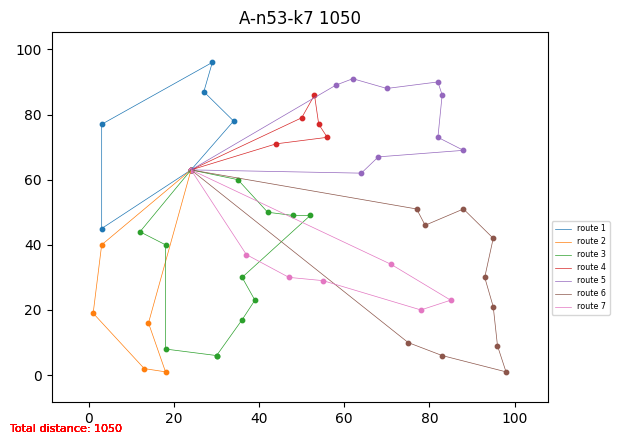 A-n53-k7 1050
100
80
60
40
20
0
0 20 40 60 80 100
route 1
route 2
route 3
route 4
route 5
route 6
route 7
Total distance: 1050